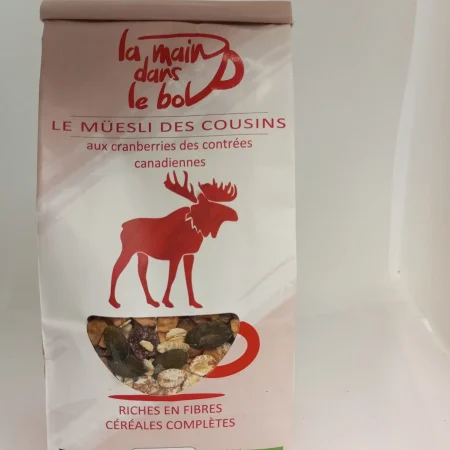 la main
dans
le bol
LE MÜESLI DES COUSINS
aux cranberries des contrées
canadiennes
RICHES EN FIBRES
CÉRÉALES COMPLÈTES